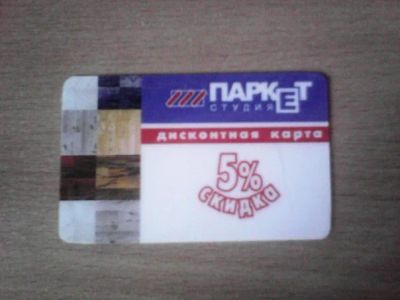 ПАРКЕТ
СТУДИЯ
дисконтная карта
5%
скидка